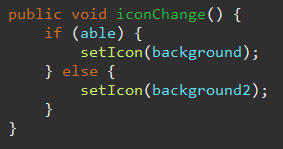 public void iconChange() {
    if (able) {
        setIcon(background);
    } else {
        setIcon(background2);
    }
}